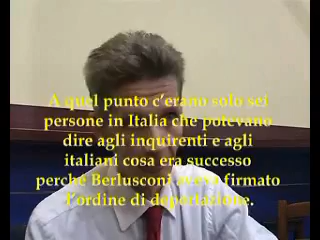 A quel punto c'erano solo sei
persone in Italia che potevano
dire agli inquirenti e agli
italiani cosa era successo
perché Berlusconi aveva firmato
l'ordine di deportazione.